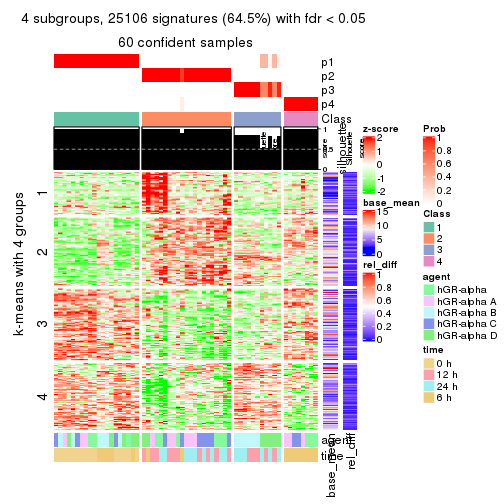 4 subgroups, 25106 signatures (64.5%) with fdr < 0.05
60 confident samples
p1
p2
p3
p4
Class
silhouette
score
1
0.5
0
k-means with 4 groups
1
2
3
4
agent
time
base_mean
rel_diff
z-score
2
1
0
-1
-2
base_mean
15
10
5
0
rel_diff
1
0.8
0.6
0.4
0.2
0
Prob
1
0.8
0.6
0.4
0.2
0
Class
1
2
3
4
agent
hGR-alpha
hGR-alpha A
hGR-alpha B
hGR-alpha C
hGR-alpha D
time
0 h
12 h
24 h
6 h